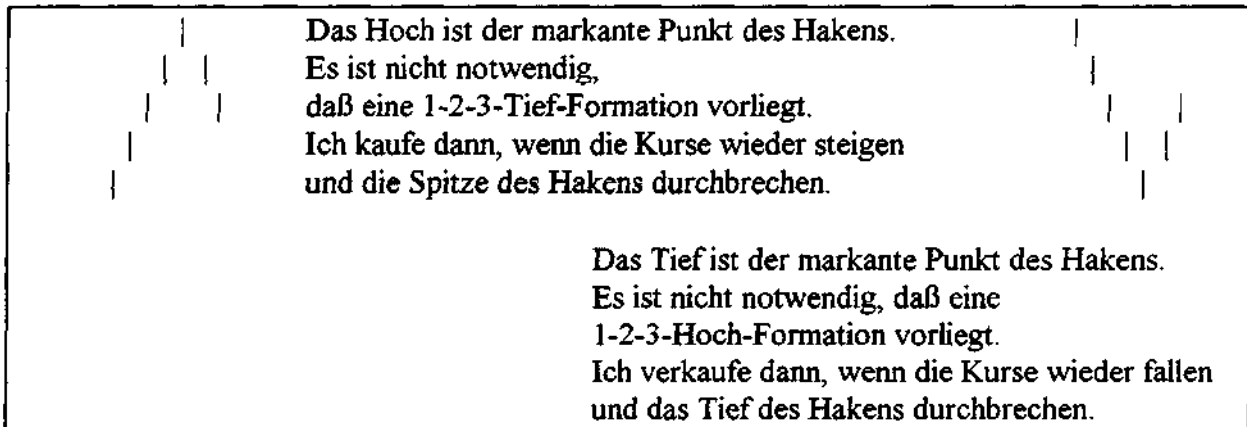 Das Hoch ist der markante Punkt des Hakens.
Es ist nicht notwendig,
daß eine 1-2-3-Tief-Formation vorliegt.
Ich kaufe dann, wenn die Kurse wieder steigen
und die Spitze des Hakens durchbrechen.
Das Tief ist der markante Punkt des Hakens.
Es ist nicht notwendig, daß eine
1-2-3-Hoch-Formation vorliegt.
Ich verkaufe dann, wenn die Kurse wieder fallen
und das Tief des Hakens durchbrechen.